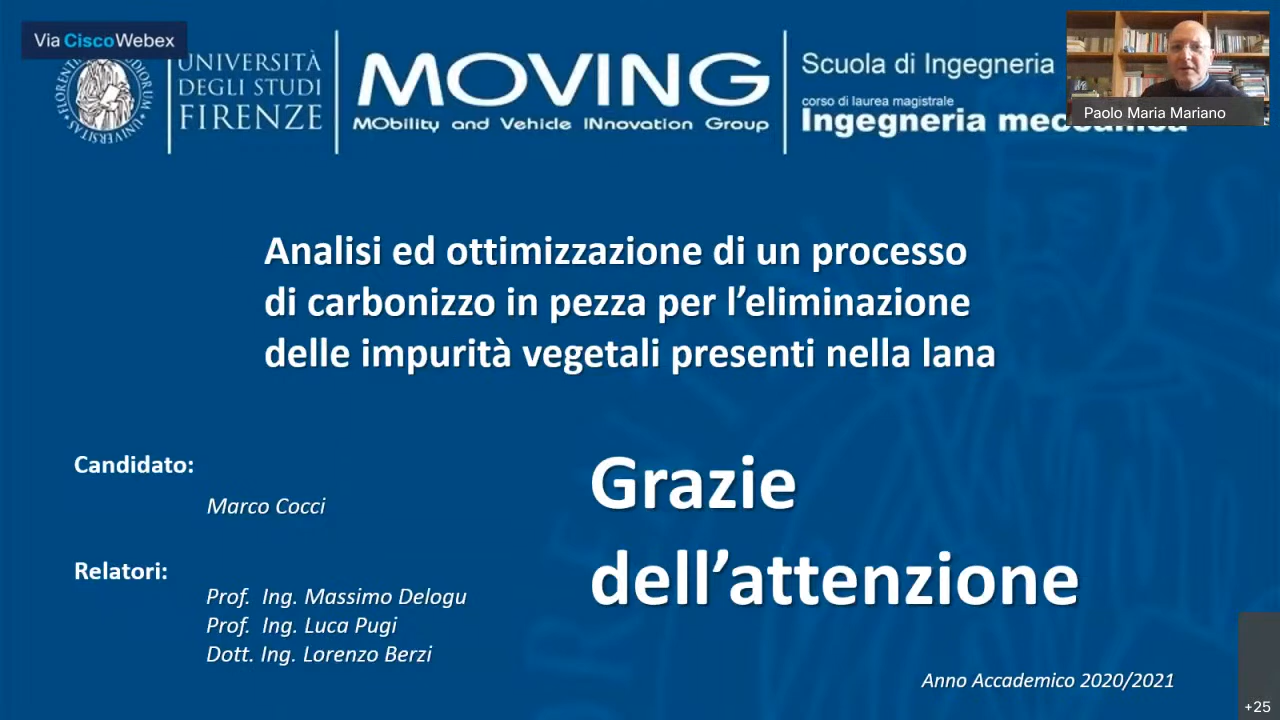 Via Cisco Webex
UNIVERSITÀ
DEGLI STUDI
FIRENZE
MOVING
MObility and Vehicle INnovation Group
Scuola di Ingegneria
corso di laurea magistrale
Ingegneria meccanica
Paolo Maria Mariano
Analisi ed ottimizzazione di un processo
di carbonizzo in pezza per l’eliminazione
delle impurità vegetali presenti nella lana
Candidato:
Marco Cocci
Relatori:
Prof. Ing. Massimo Delogu
Prof. Ing. Luca Pugi
Dott. Ing. Lorenzo Berzi
Grazie
dell’attenzione
Anno Accademico 2020/2021
+25